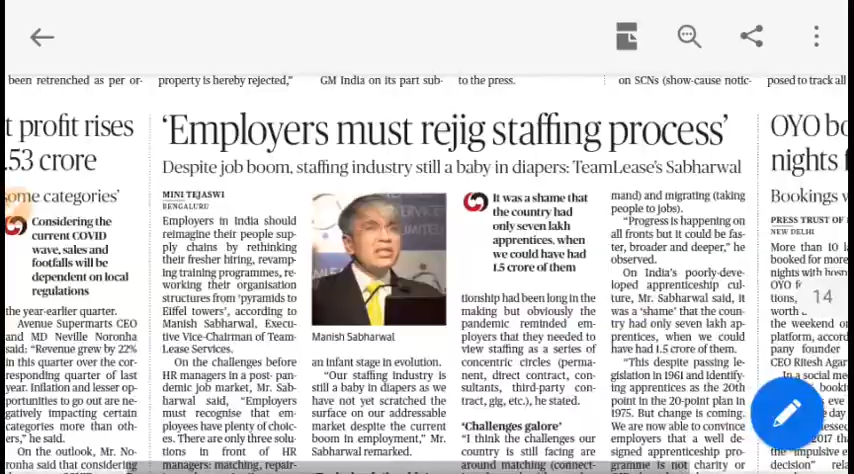 been retrenched as per or-
property is hereby rejected,"
GM India on its part sub-
to the press.
on SCNs (show-cause notic-
posed to track all
t profit rises
.53 crore
ome categories'
Considering the
current COVID
wave, sales and
footfalls will be
dependent on local
regulations
the year-earlier quarter.
Avenue Supermarts CEO
and MD Neville Noronha
said: "Revenue grew by 22%
in this quarter over the cor-
responding quarter of last
year. Inflation and lesser op-
portunities to go out are ne-
gatively impacting certain
categories more than oth-
ers," he said.
On the outlook, Mr. No-
ronha said that considering
'Employers must rejig staffing process'
Despite job boom, staffing industry still a baby in diapers: TeamLease's Sabharwal
MINI TEJASWI
BENGALURU
Employers in India should
reimagine their people sup-
ply chains by rethinking
their fresher hiring, revamp-
ing training programmes, re-
working their organisation
structures from 'pyramids to
Eiffel towers', according to
Manish Sabharwal, Execu-
tive Vice-Chairman of Team-
Lease Services.
On the challenges before
HR managers in a post-pan-
demic job market, Mr. Sab-
harwal said, "Employers
must recognise that em-
ployees have plenty of choic-
es. There are only three solu-
tions in front of HR
managers: matching, repair-
Manish Sabharwal
an infant stage in evolution.
"Our staffing industry is
still a baby in diapers as we
have not yet scratched the
surface on our addressable
market despite the current
boom in employment," Mr.
Sabharwal remarked.
It was a shame that
the country had
only seven lakh
apprentices, when
we could have had
1.5 crore of them
tionship had been long in the
making but obviously the
pandemic reminded em-
ployers that they needed to
view staffing as a series of
concentric circles (perma-
nent, direct contract, con-
sultants, third-party con-
tract, gig, etc.), he stated.
'Challenges galore'
"I think the challenges our
country is still facing are
around matching (connect-
mand) and migrating (taking
people to jobs).
"Progress is happening on
all fronts but it could be fas-
ter, broader and deeper," he
observed.
On India's poorly-deve-
loped apprenticeship cul-
ture, Mr. Sabharwal said, it
was a 'shame' that the coun-
try had only seven lakh ap-
prentices, when we could
have had 1.5 crore of them.
"This despite passing le-
gislation in 1961 and identify-
ing apprentices as the 20th
point in the 20-point plan in
1975. But change is coming.
We are now able to convince
employers that a well de-
signed apprenticeship pro-
gramme is not charity
OYO bo
nights f
Bookings
PRESS TRUST OF
NEW DELHI
More than 10
booked for more
nights with
OYO
tions,
worth
the weekend
platform, accor
pany founder
CEO Ritesh Agar
In a social me
2017
"impulsive
decision"
14